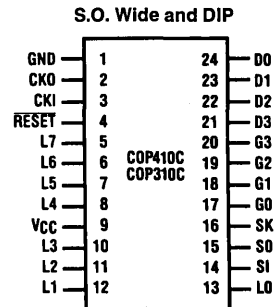 S.O. Wide and DIP
GND 1 24 D0
CKO 2 23 D1
CKI 3 22 D2
RESET 4 21 D3
L7 5 20 G3
L6 6 COP410C 19 G2
L5 7 COP310C 18 G1
L4 8 17 G0
VCC 9 16 SK
L3 10 15 SO
L2 11 14 SI
L1 12 13 L0